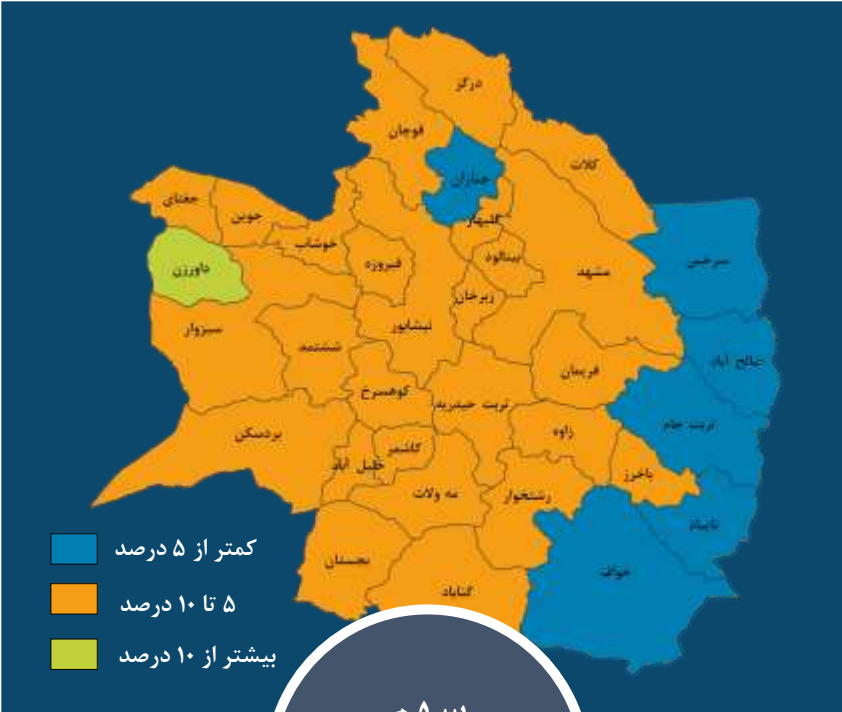 درگز
قوچان
کلات
چناران
جغتای
جوین
گلبهار
خوشاب
بینالود
سرخس
داورزن
فیروزه
مشهد
زبرخان
سبزوار
نیشابور
ششتمد
صالح آباد
فریمان
کوهسرخ
تربت حیدریه
تربت جام
بردسکن
زاوه
کاشمر
خلیل آباد
باخرز
مه ولات
رشتخوار
تایباد
بجستان
خواف
گناباد
کمتر از ۵ درصد
۵ تا ۱۰ درصد
بیشتر از ۱۰ درصد